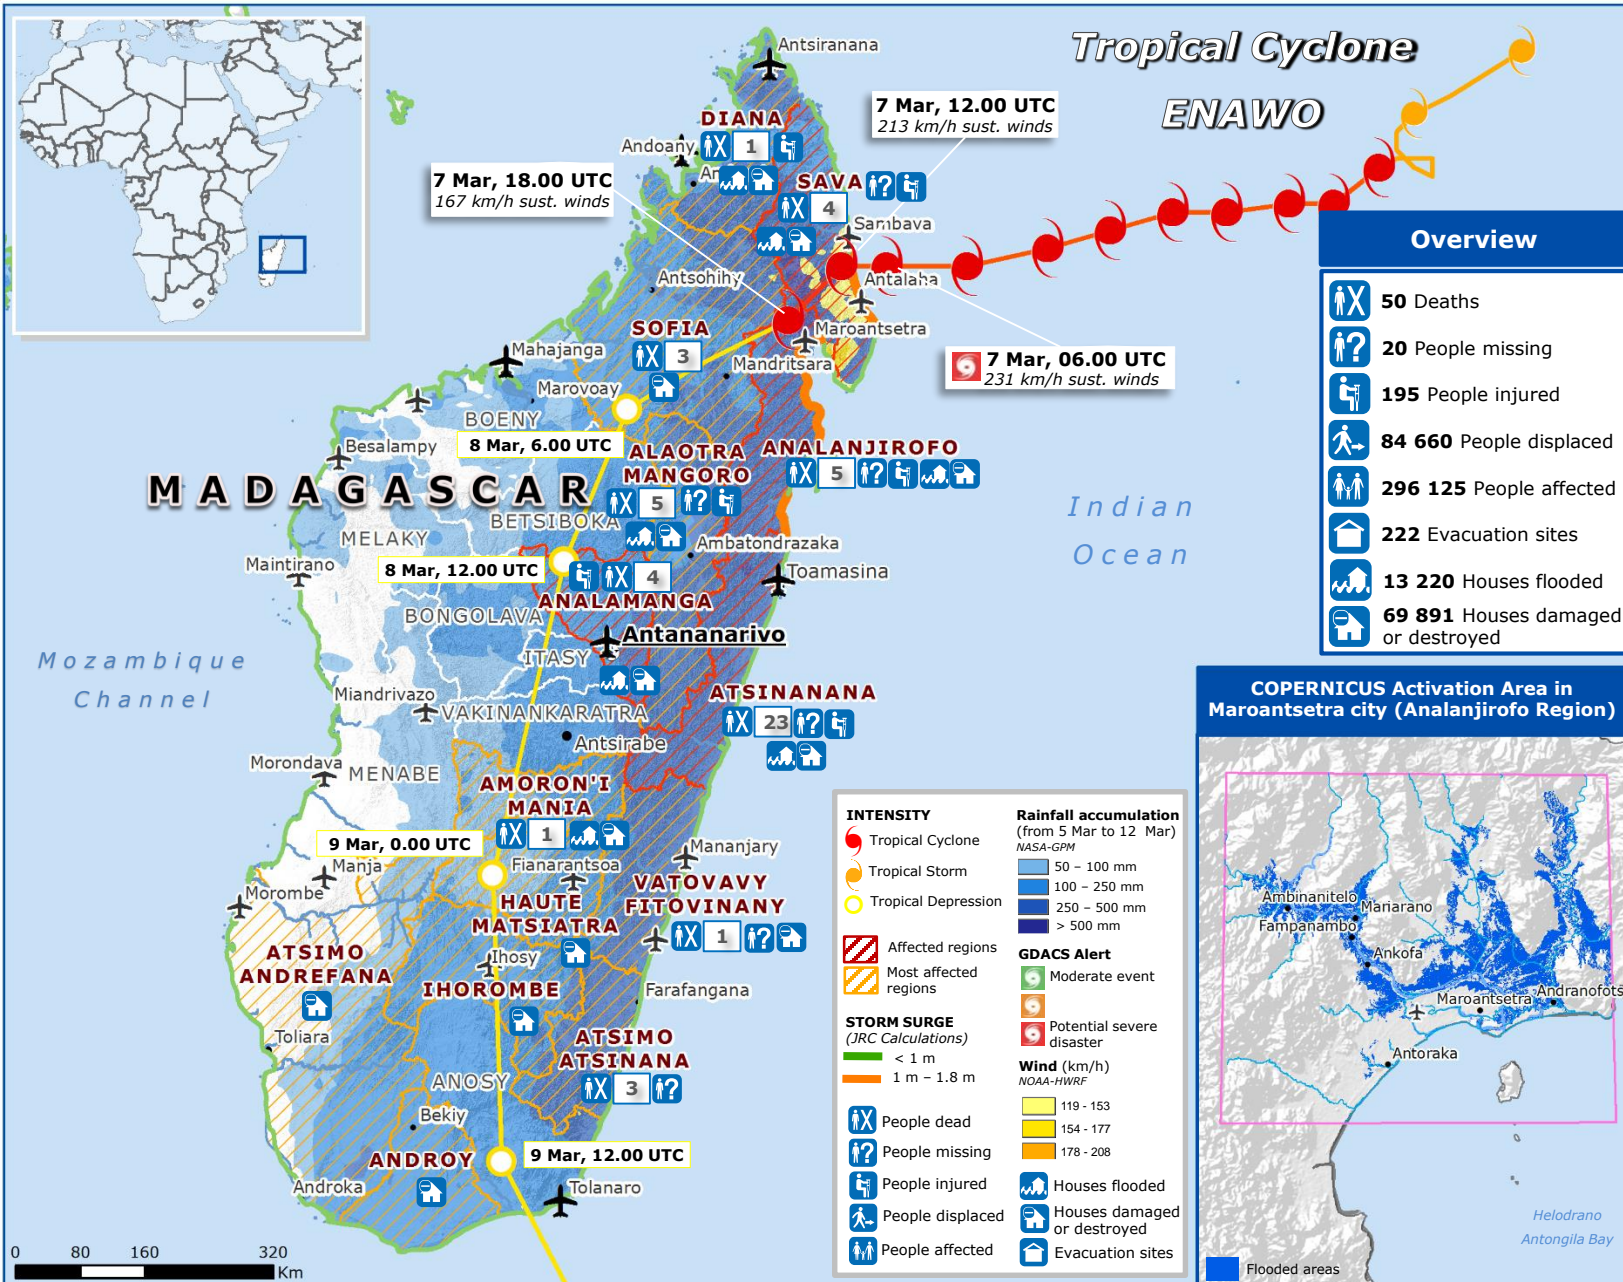 Tropical Cyclone
ENAWO
Antsiranana
7 Mar, 12.00 UTC
213 km/h sust. winds
DIANA
1
Andoany
7 Mar, 18.00 UTC
167 km/h sust. winds
SAVA
4
Sambava
Antsohihy
Antalaha
SOFIA
3
Maroantsetra
Mahajanga
Mandritsara
7 Mar, 06.00 UTC
231 km/h sust. winds
Marovoay
BOENY
8 Mar, 6.00 UTC
Besalampy
ALAOTRA
MANGORO
5
ANALANJIROFO
5
MADAGASCAR
BETSIBOKA
MELAKY
Ambatondrazaka
Maintirano
8 Mar, 12.00 UTC
4
Toamasina
ANALAMANGA
BONGOLAVA
Antananarivo
ITASY
Indian
Ocean
Mozambique
Channel
Miandrivazo
VAKINANKARATRA
ATSINANANA
23
Antsirabe
Morondava
MENABE
AMORON'I
MANIA
1
9 Mar, 0.00 UTC
Manja
Fianarantsoa
Mananjary
Morombe
HAUTE
MATSIATRA
VATOVAVY
FITOVINANY
1
ATSIMO
ANDREFANA
Ihosy
IHOROMBE
Farafangana
Toliara
ATSIMO
ATSINANA
3
ANOSY
Bekiy
ANDROY
9 Mar, 12.00 UTC
Androka
Tolanaro
0 80 160 320
Km
Overview
50 Deaths
20 People missing
195 People injured
84 660 People displaced
296 125 People affected
222 Evacuation sites
13 220 Houses flooded
69 891 Houses damaged
or destroyed
INTENSITY
Tropical Cyclone
Tropical Storm
Tropical Depression
Affected regions
Most affected
regions
STORM SURGE
(JRC Calculations)
< 1 m
1 m – 1.8 m
People dead
People missing
People injured
People displaced
People affected
Rainfall accumulation
(from 5 Mar to 12 Mar)
NASA-GPM
50 – 100 mm
100 – 250 mm
250 – 500 mm
> 500 mm
GDACS Alert
Moderate event
Potential severe
disaster
Wind (km/h)
NOAA-HWRF
119 - 153
154 - 177
178 - 208
Houses flooded
Houses damaged
or destroyed
Evacuation sites
COPERNICUS Activation Area in
Maroantsetra city (Analanjirofo Region)
Ambinanitelo
Mariarano
Fampanambo
Ankofa
Maroantsetra
Andranofots
Antoraka
Helodrano
Antongila Bay
Flooded areas